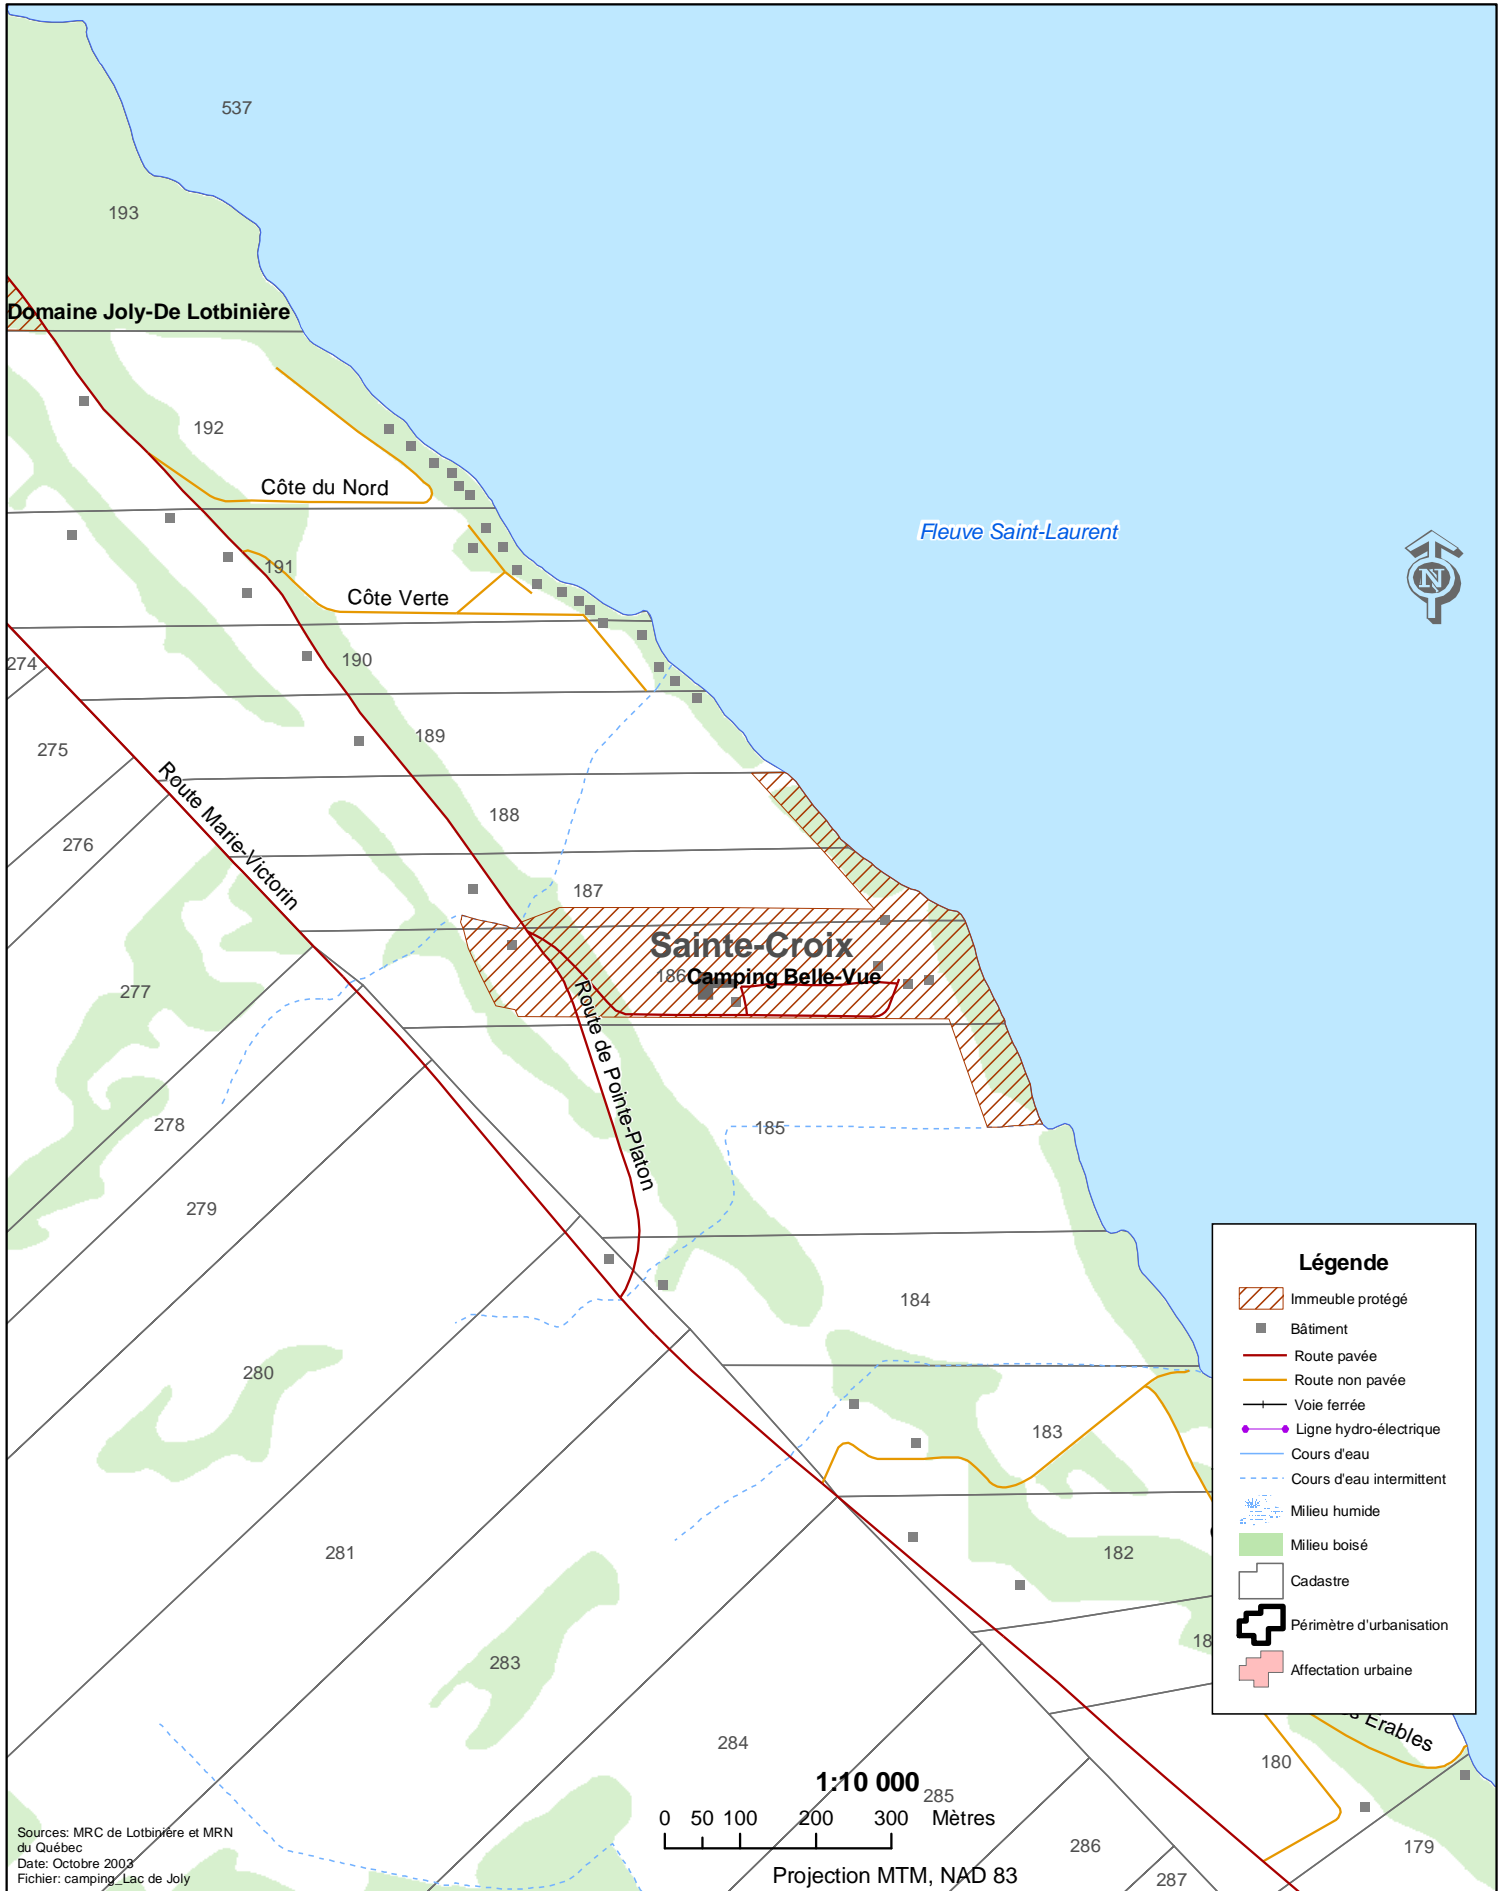 537
193
Domaine Joly-De Lotbinière
192
Côte du Nord
Fleuve Saint-Laurent
N
191
Côte Verte
190
274
189
275
Route Marie-Victorin
188
276
187
Sainte-Croix
186
Camping Belle-Vue
277
Route de Pointe-Platon
278
185
279
184
280
183
281
182
283
18
284
180
s Erables
285
286
179
287
Légende
Immeuble protégé
Bâtiment
Route pavée
Route non pavée
Voie ferrée
Ligne hydro-électrique
Cours d'eau
Cours d'eau intermittent
Milieu humide
Milieu boisé
Cadastre
Périmètre d'urbanisation
Affectation urbaine
1:10 000
0 50 100 200 300 Mètres
Projection MTM, NAD 83
Sources: MRC de Lotbinière et MRN
du Québec
Date: Octobre 2003
Fichier: camping_Lac de Joly